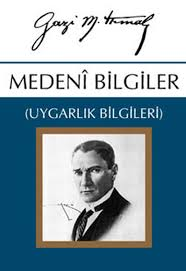 Gazi M. Kemal
MEDENÎ BİLGİLER
(UYGARLIK BİLGİLERİ)